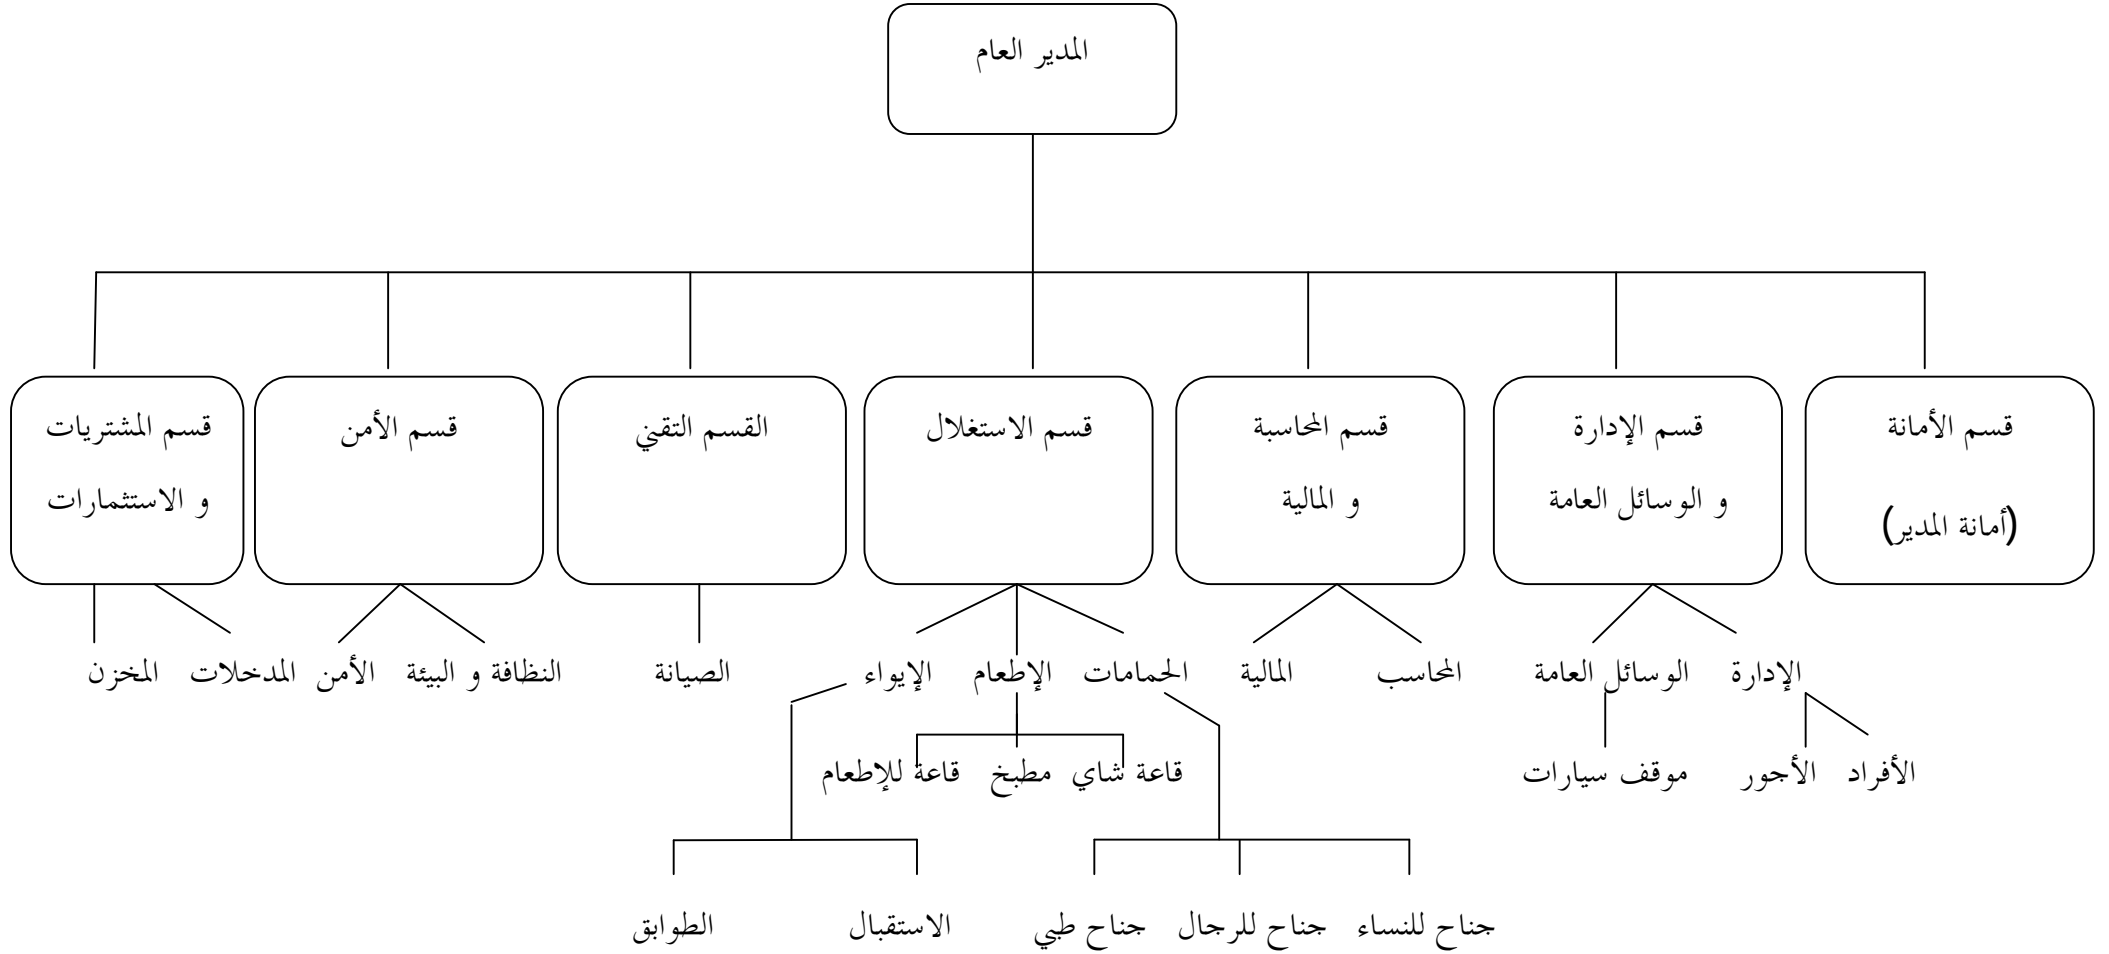 المدير العام
قسم الأمانة
(أمانة المدير)
قسم الإدارة
و الوسائل العامة
قسم المحاسبة
و المالية
قسم الاستغلال
القسم التقني
قسم الأمن
قسم المشتريات
و الاستثمارات
الإدارة
الوسائل العامة
المحاسب
المالية
الحمامات
الإطعام
الإيواء
الصيانة
النظافة و البيئة
الأمن
المدخلات
المخزن
الأفراد
الأجور
موقف سيارات
قاعة شاي
مطبخ
قاعة للإطعام
جناح للنساء
جناح للرجال
جناح طبي
الاستقبال
الطوابق